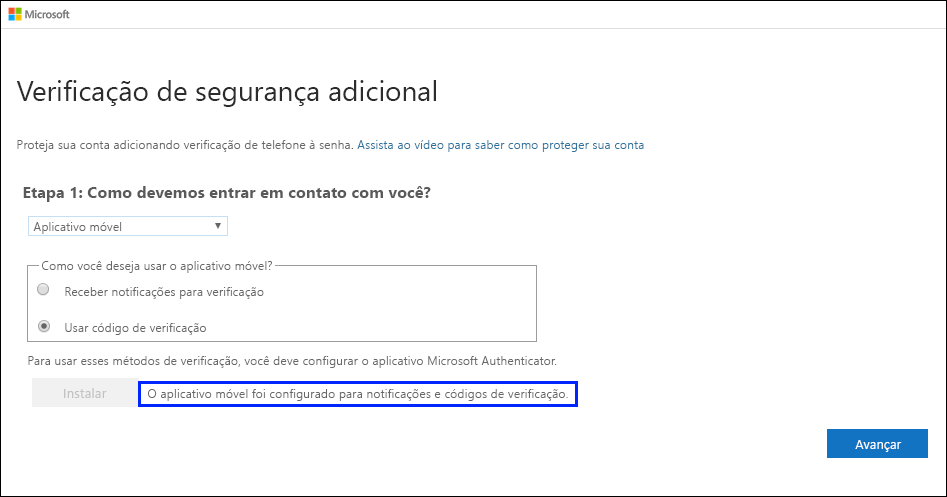 Microsoft
Verificação de segurança adicional
Proteja sua conta adicionando verificação de telefone à senha. Assista ao vídeo para saber como proteger sua conta
Etapa 1: Como devemos entrar em contato com você?
Aplicativo móvel
Como você deseja usar o aplicativo móvel?
Receber notificações para verificação
Usar código de verificação
Para usar esses métodos de verificação, você deve configurar o aplicativo Microsoft Authenticator.
Instalar O aplicativo móvel foi configurado para notificações e códigos de verificação.
Avançar